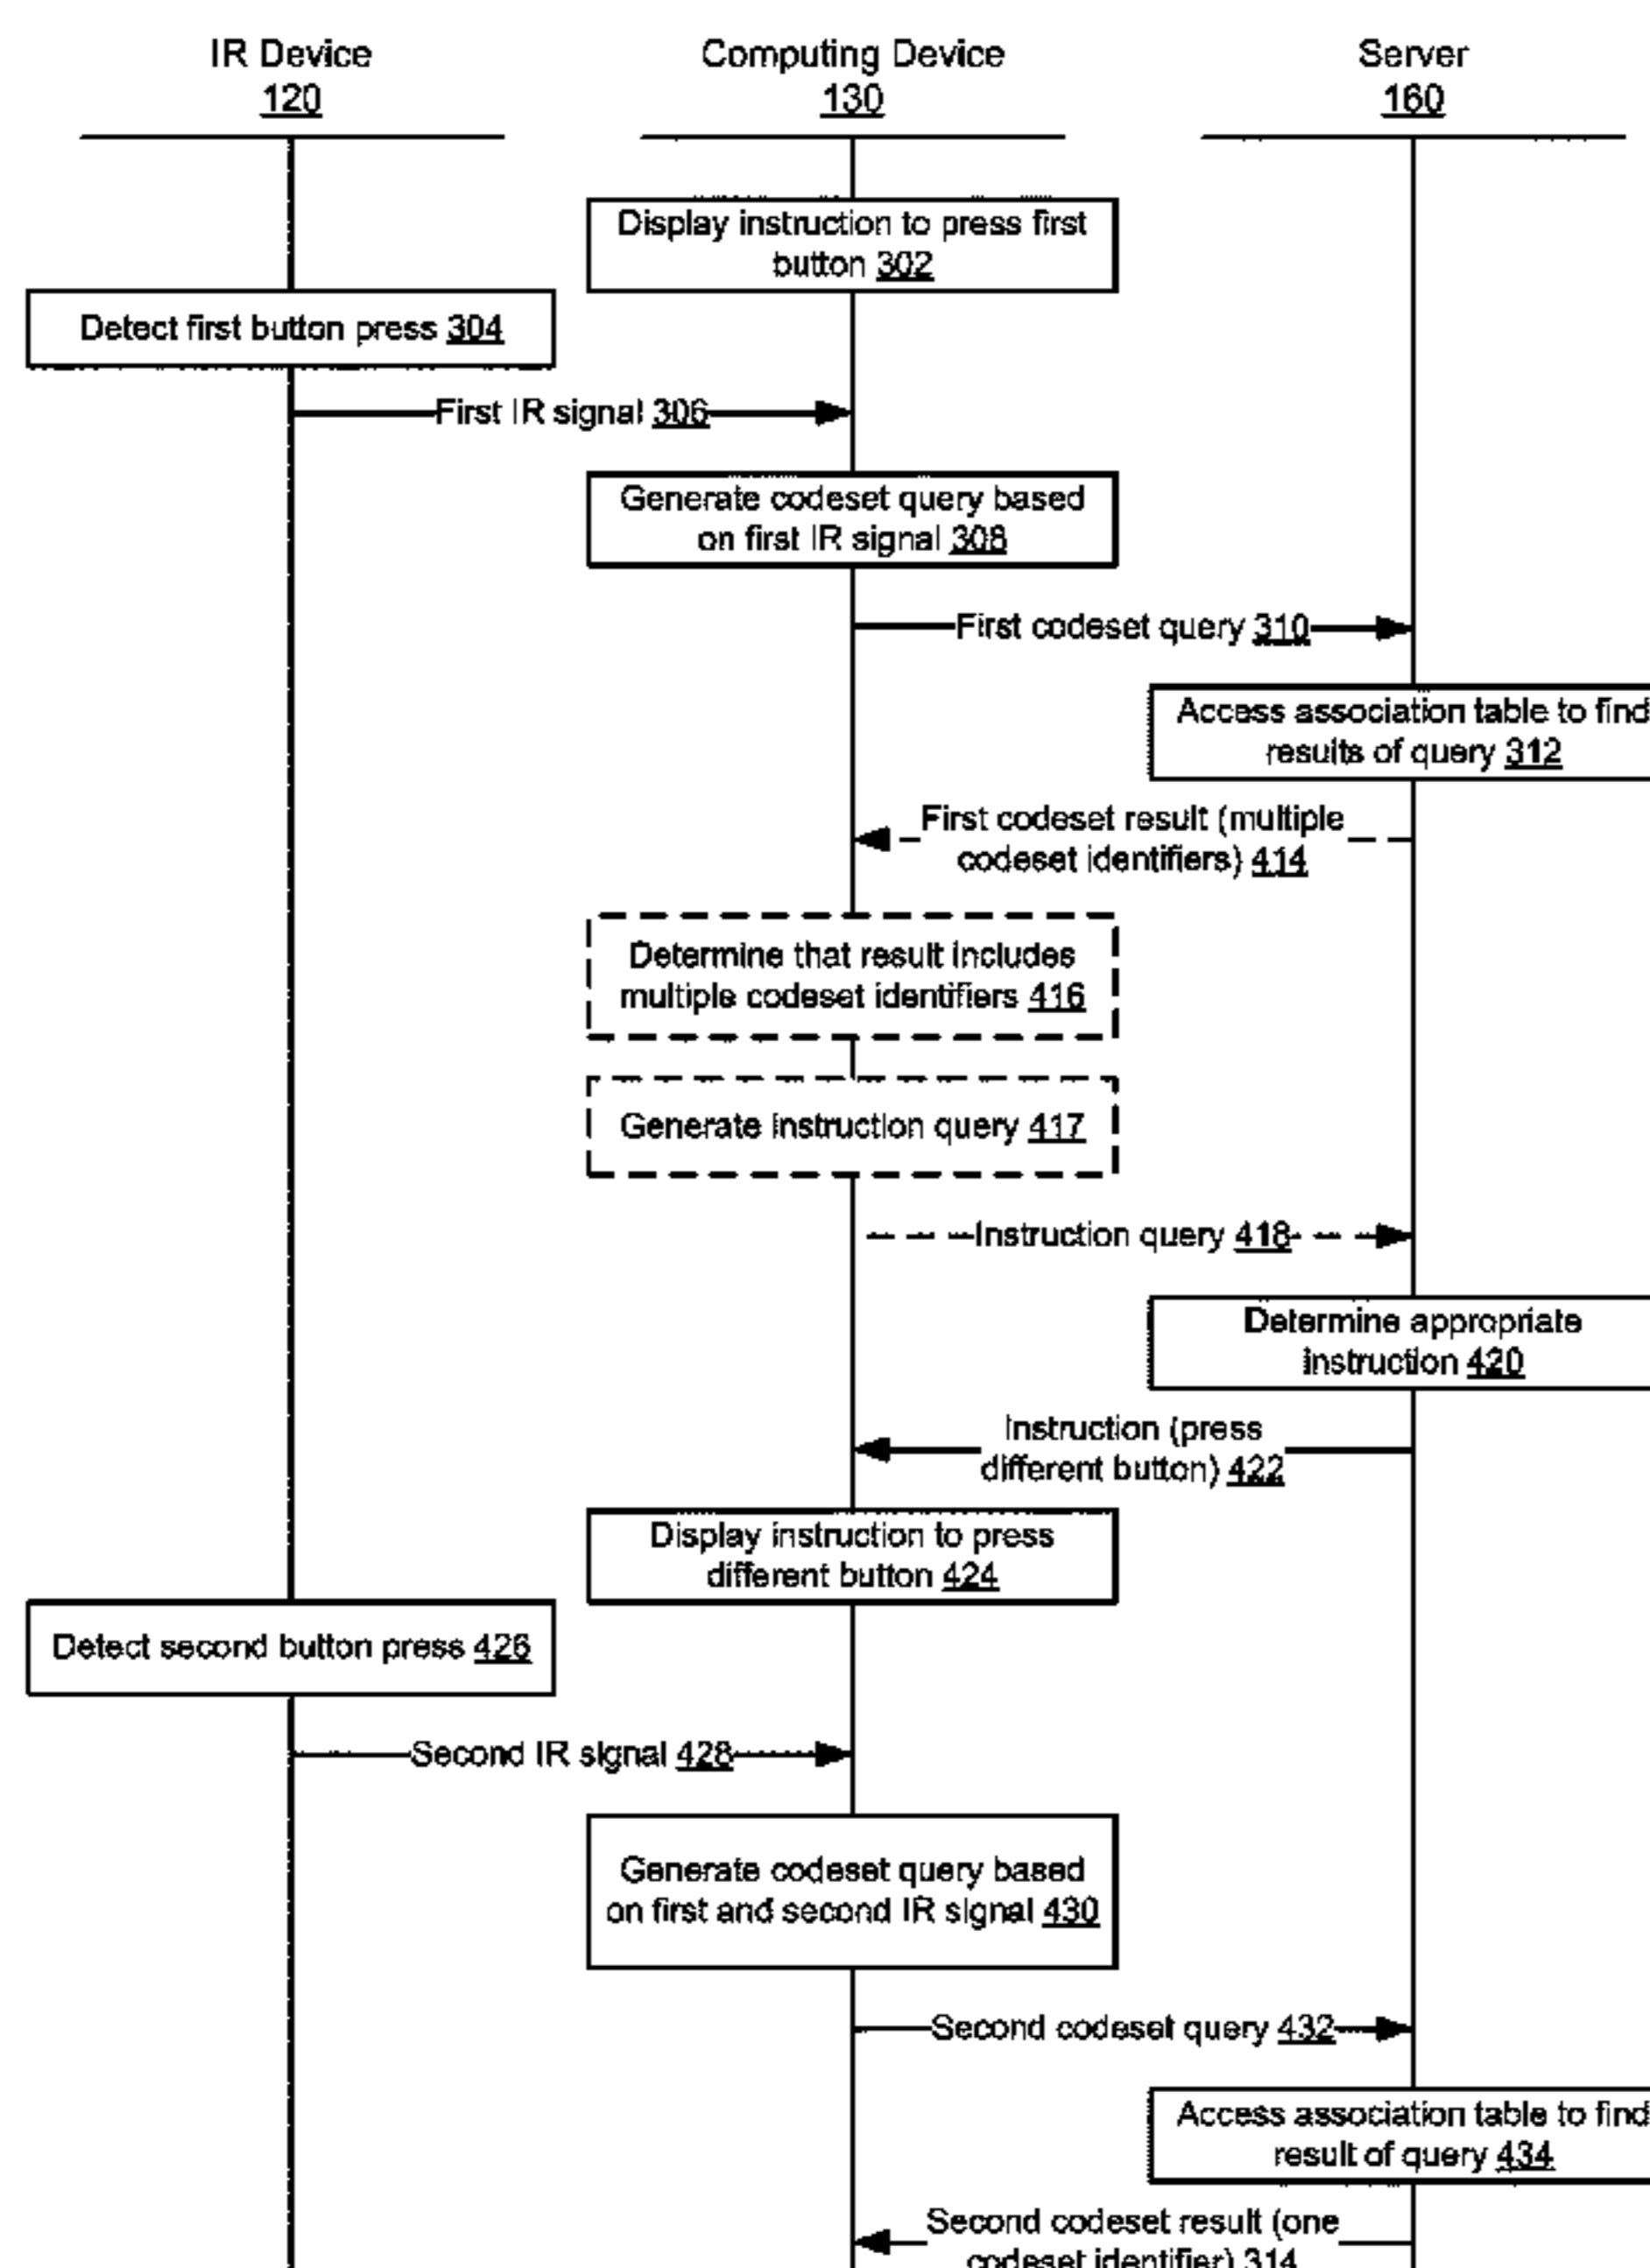 IR Device
120
Computing Device
130
Server
160
Display instruction to press first
button 302
Detect first button press 304
First IR signal 306
Generate codeset query based
on first IR signal 308
First codeset query 310
Access association table to find
results of query 312
First codeset result (multiple
codeset identifiers) 414
Determine that result includes
multiple codeset identifiers 416
Generate instruction query 417
Instruction query 418
Determine appropriate
instruction 420
Instruction (press
different button) 422
Display instruction to press
different button 424
Detect second button press 426
Second IR signal 428
Generate codeset query based
on first and second IR signal 430
Second codeset query 432
Access association table to find
result of query 434
Second codeset result (one
codeset identifier) 314